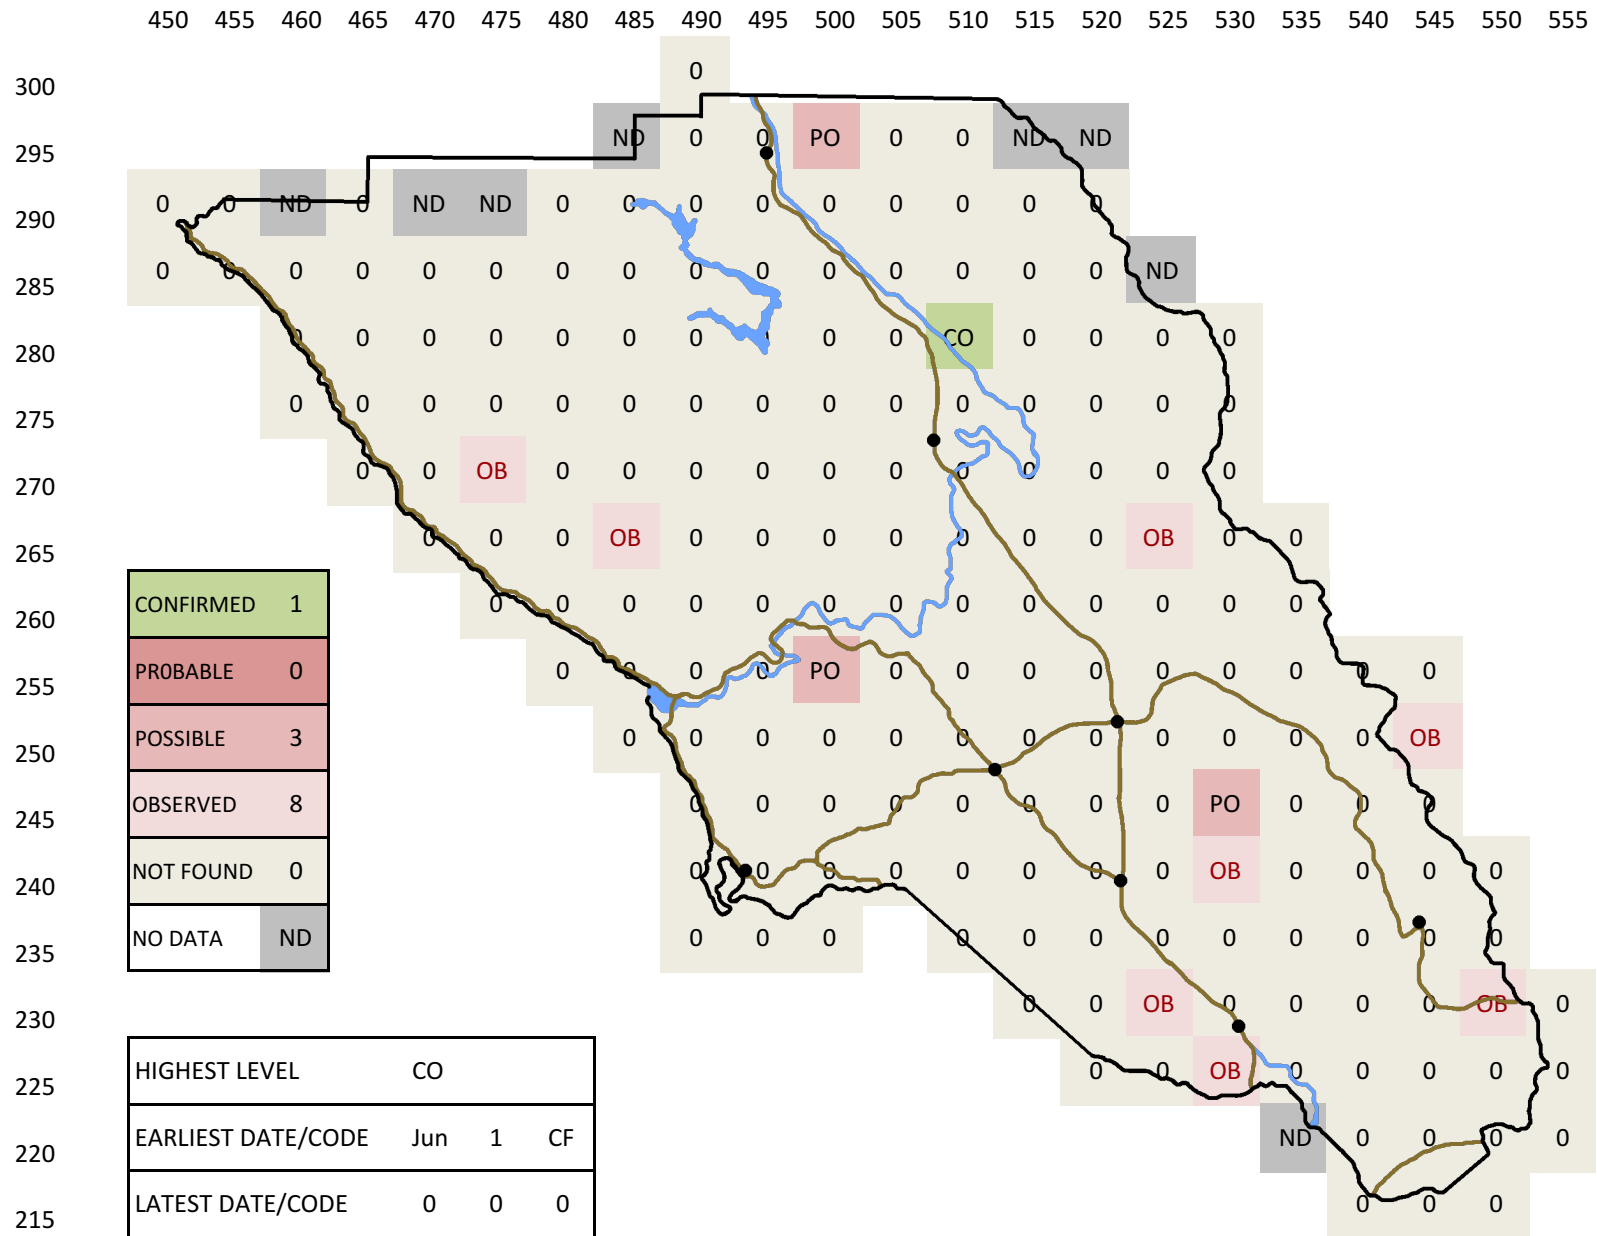 450 455 460 465 470 475 480 485 490 495 500 505 510 515 520 525 530 535 540 545 550 555
300 0
295 ND 0 0 PO 0 0 ND ND
290 0 0 ND 0 ND ND 0 0 0 0 0 0 0 0 0
285 0 0 0 0 0 0 0 0 0 0 0 0 0 0 0 ND
280 0 0 0 0 0 0 0 0 0 0 CO 0 0 0 0
275 0 0 0 0 0 0 0 0 0 0 0 0 0 0 0
270 0 0 OB 0 0 0 0 0 0 0 0 0 0 0
265 0 0 0 OB 0 0 0 0 0 0 0 OB 0 0
260 0 0 0 0 0 0 0 0 0 0 0 0 0
255 0 0 0 0 PO 0 0 0 0 0 0 0 0 0
250 0 0 0 0 0 0 0 0 0 0 0 0 OB
245 0 0 0 0 0 0 0 0 PO 0 0 0
240 0 0 0 0 0 0 0 0 OB 0 0 0 0
235 0 0 0 0 0 0 0 0 0 0 0 0
230 0 0 OB 0 0 0 0 OB 0
225 0 0 OB 0 0 0 0 0
220 ND 0 0 0 0
215 0 0 0
CONFIRMED 1
PR0BABLE 0
POSSIBLE 3
OBSERVED 8
NOT FOUND 0
NO DATA ND
HIGHEST LEVEL CO
EARLIEST DATE/CODE Jun 1 CF
LATEST DATE/CODE 0 0 0